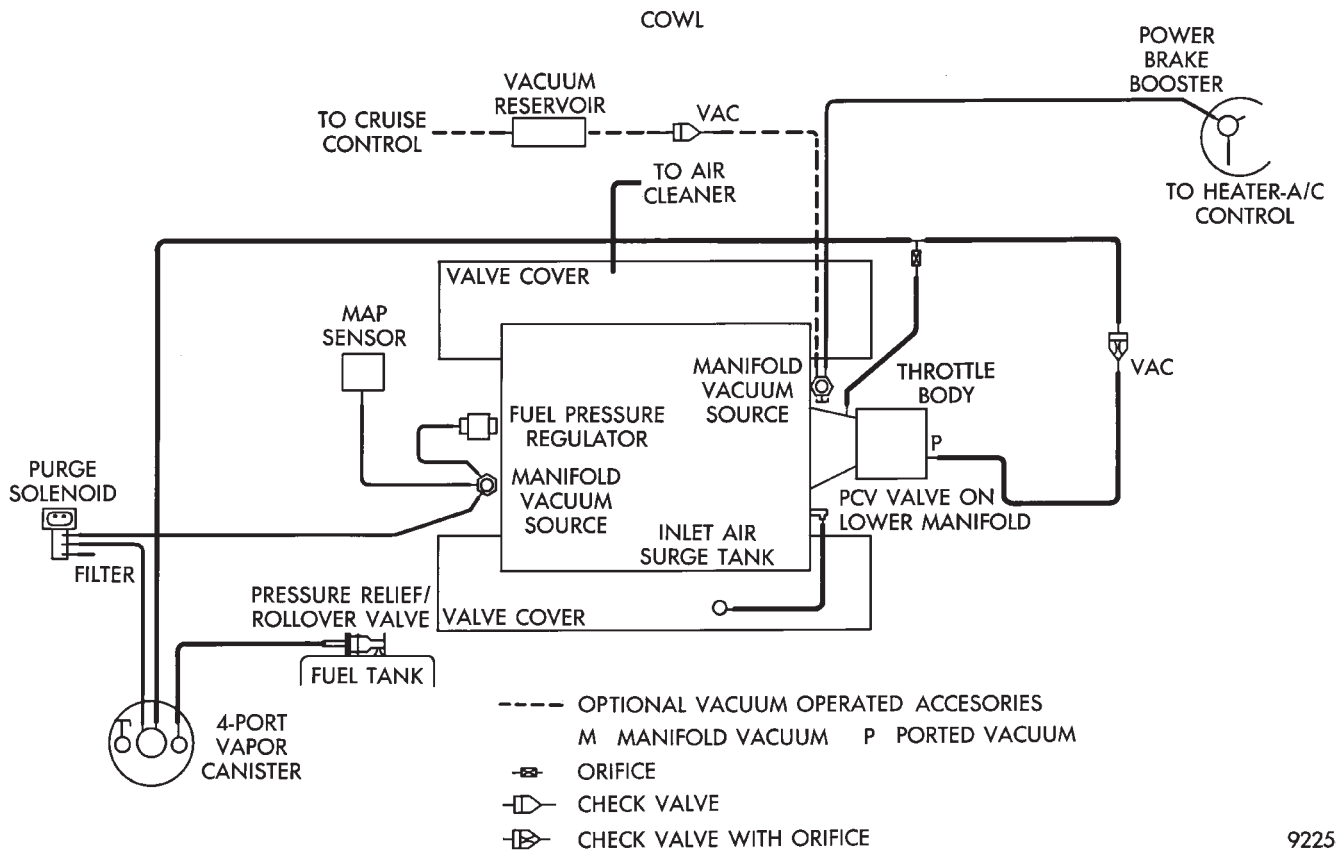 COWL
POWER
BRAKE
BOOSTER
VACUUM
RESERVOIR
VAC
TO CRUISE
CONTROL
TO AIR
CLEANER
TO HEATER-A/C
CONTROL
VALVE COVER
MAP
SENSOR
MANIFOLD
VACUUM
SOURCE
THROTTLE
BODY
VAC
FUEL PRESSURE
REGULATOR
P
PURGE
SOLENOID
MANIFOLD
VACUUM
SOURCE
PCV VALVE ON
LOWER MANIFOLD
INLET AIR
SURGE TANK
FILTER
PRESSURE RELIEF/
ROLLOVER VALVE
VALVE COVER
FUEL TANK
4-PORT
VAPOR
CANISTER
OPTIONAL VACUUM OPERATED ACCESORIES
M MANIFOLD VACUUM P PORTED VACUUM
ORIFICE
CHECK VALVE
CHECK VALVE WITH ORIFICE
9225